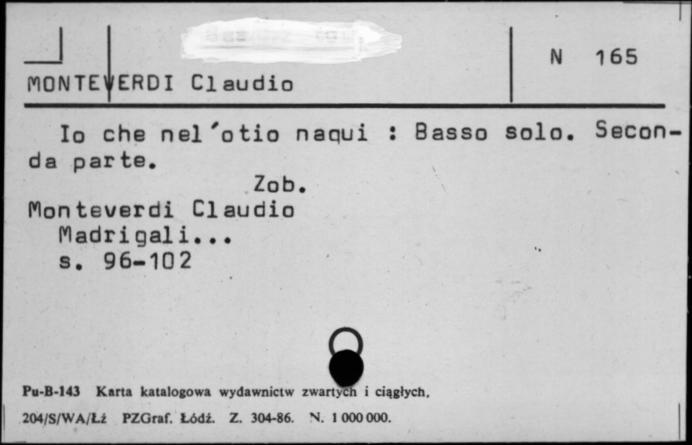 N 165
MONTEVERDI Claudio
Io che nel'otio naqui : Basso solo. Secon-
da parte.
Zob.
Monteverdi Claudio
Madrigali...
s. 96-102
Pu-B-143 Karta katalogowa wydawnictw zwartych i ciągłych.
204/S/WA/Łż PZGraf. Łódź. Z. 304-86. N. 1 000 000.